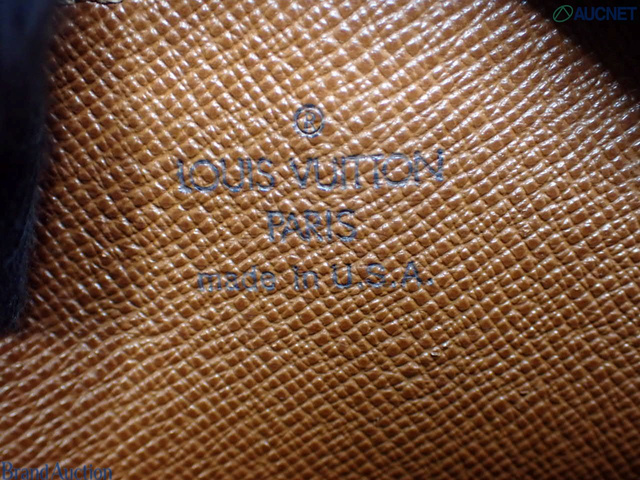 AUCNET
®
LOUIS VUITTON
PARIS
made in U.S.A.
Brand Auction